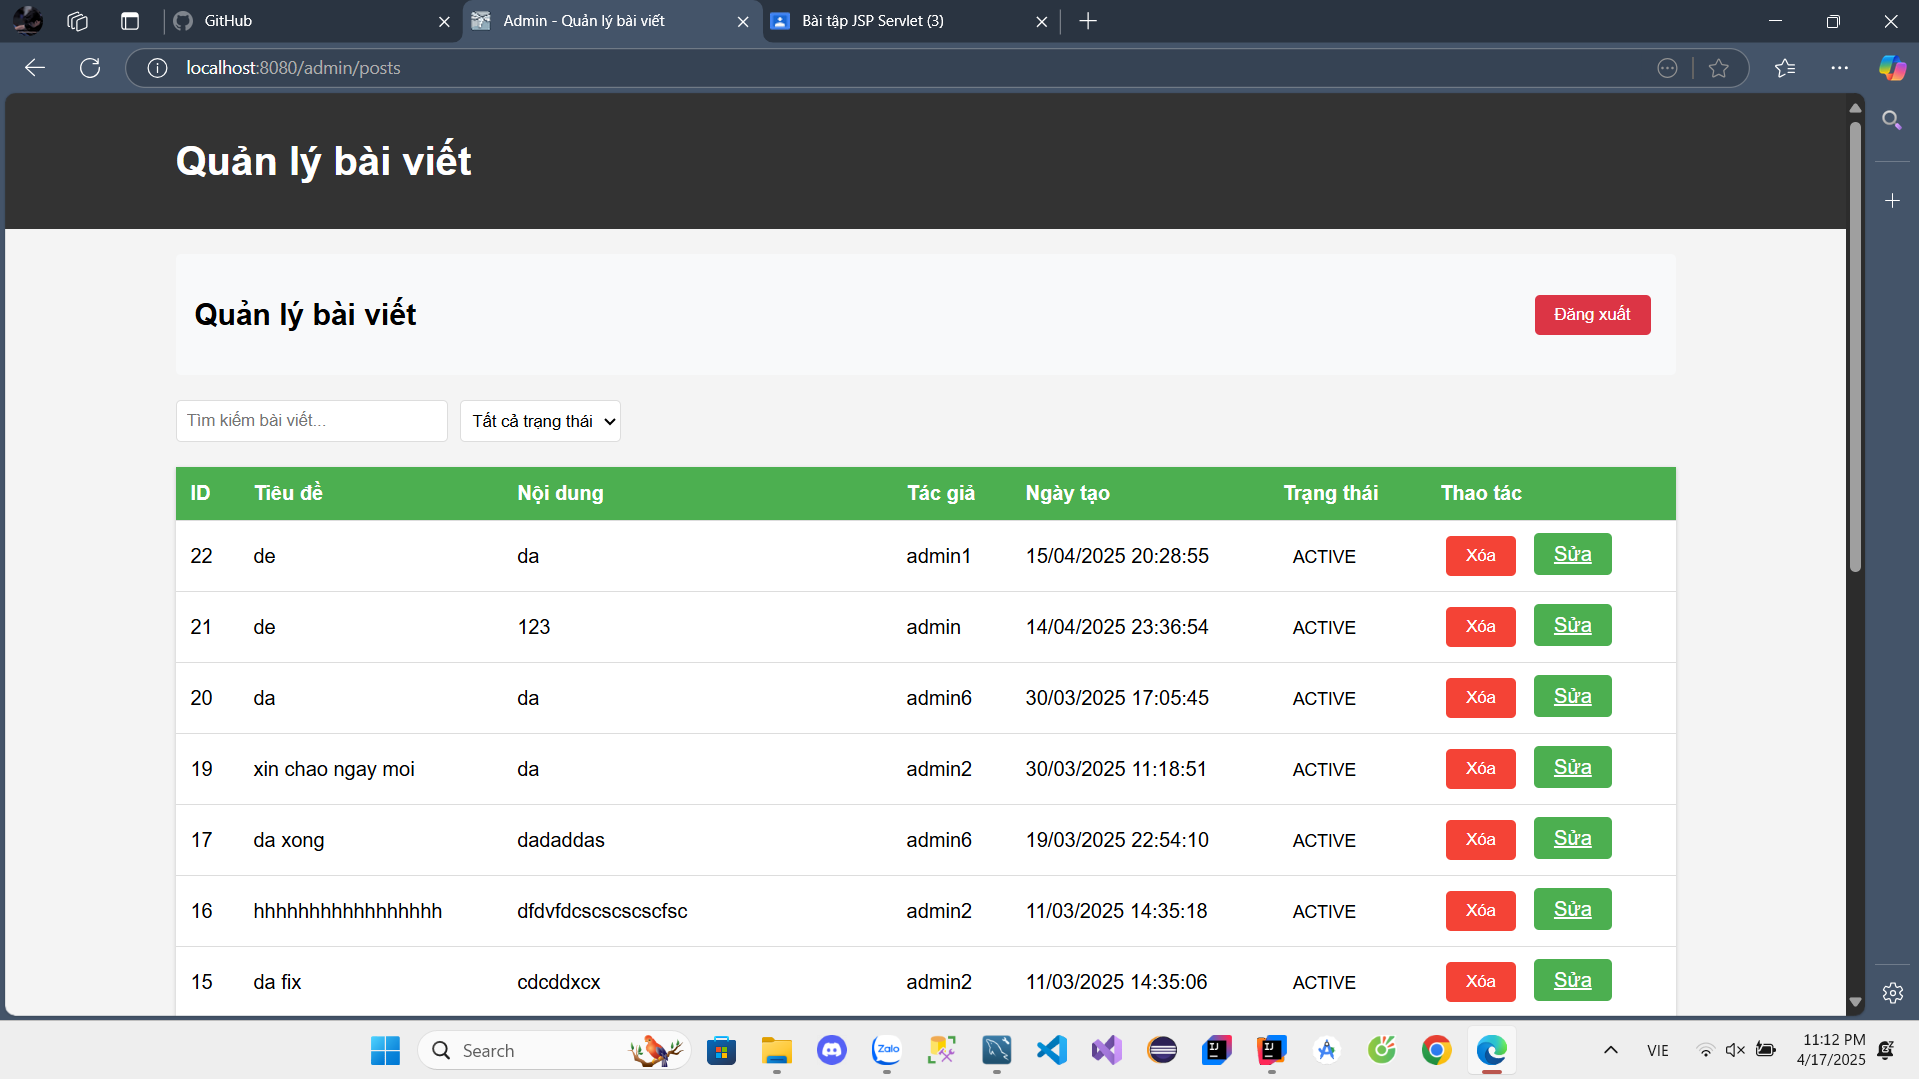 GitHub
Admin - Quản lý bài viết
Bài tập JSP Servlet (3)
localhost:8080/admin/posts
Quản lý bài viết
Quản lý bài viết
Đăng xuất
Tìm kiếm bài viết...
Tất cả trạng thái
ID Tiêu đề Nội dung Tác giả Ngày tạo Trạng thái Thao tác
22 de da admin1 15/04/2025 20:28:55 ACTIVE Xóa Sửa
21 de 123 admin 14/04/2025 23:36:54 ACTIVE Xóa Sửa
20 da da admin6 30/03/2025 17:05:45 ACTIVE Xóa Sửa
19 xin chao ngay moi da admin2 30/03/2025 11:18:51 ACTIVE Xóa Sửa
17 da xong dadaddas admin6 19/03/2025 22:54:10 ACTIVE Xóa Sửa
16 hhhhhhhhhhhhhhhhh dfdvfdcscscscscfsc admin2 11/03/2025 14:35:18 ACTIVE Xóa Sửa
15 da fix cdcddxcx admin2 11/03/2025 14:35:06 ACTIVE Xóa Sửa
Search
Zalo
VIE
11:12 PM
4/17/2025